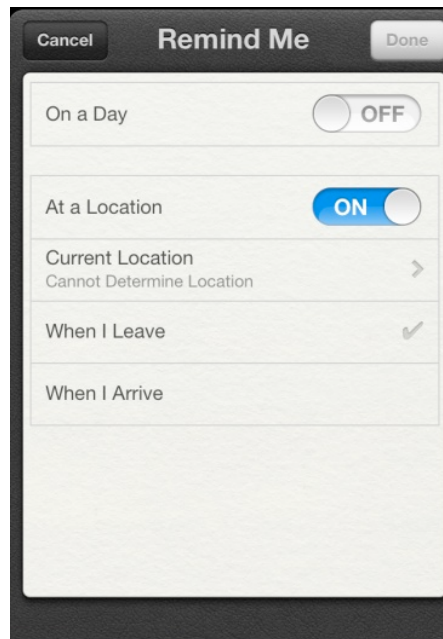 Cancel Remind Me Done
On a Day OFF
At a Location ON
Current Location
Cannot Determine Location
When I Leave
When I Arrive